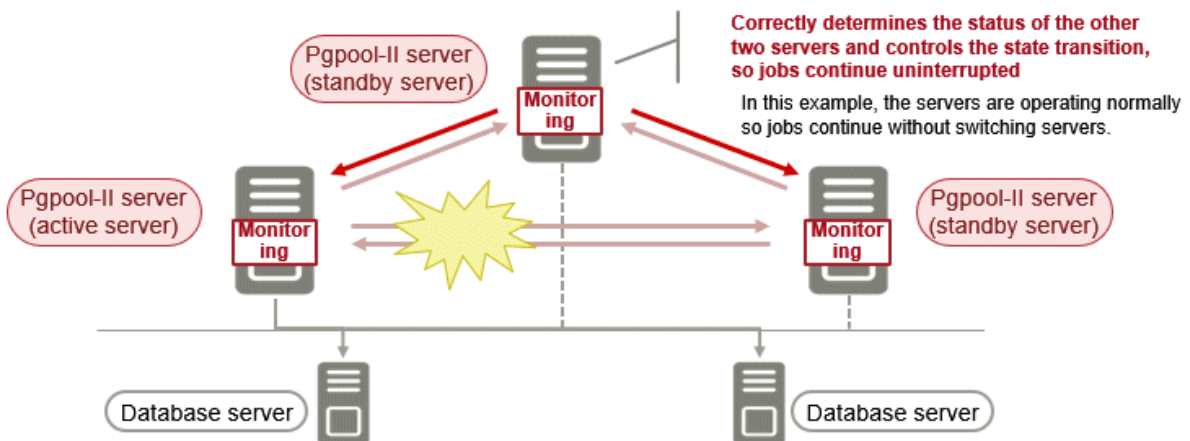 Pgpool-II server
(standby server)
Correctly determines the status of the other
two servers and controls the state transition,
so jobs continue uninterrupted
In this example, the servers are operating normally
so jobs continue without switching servers.
Monitor
ing
Pgpool-II server
(active server)
Monitor
ing
Monitor
ing
Pgpool-II server
(standby server)
Database server
Database server